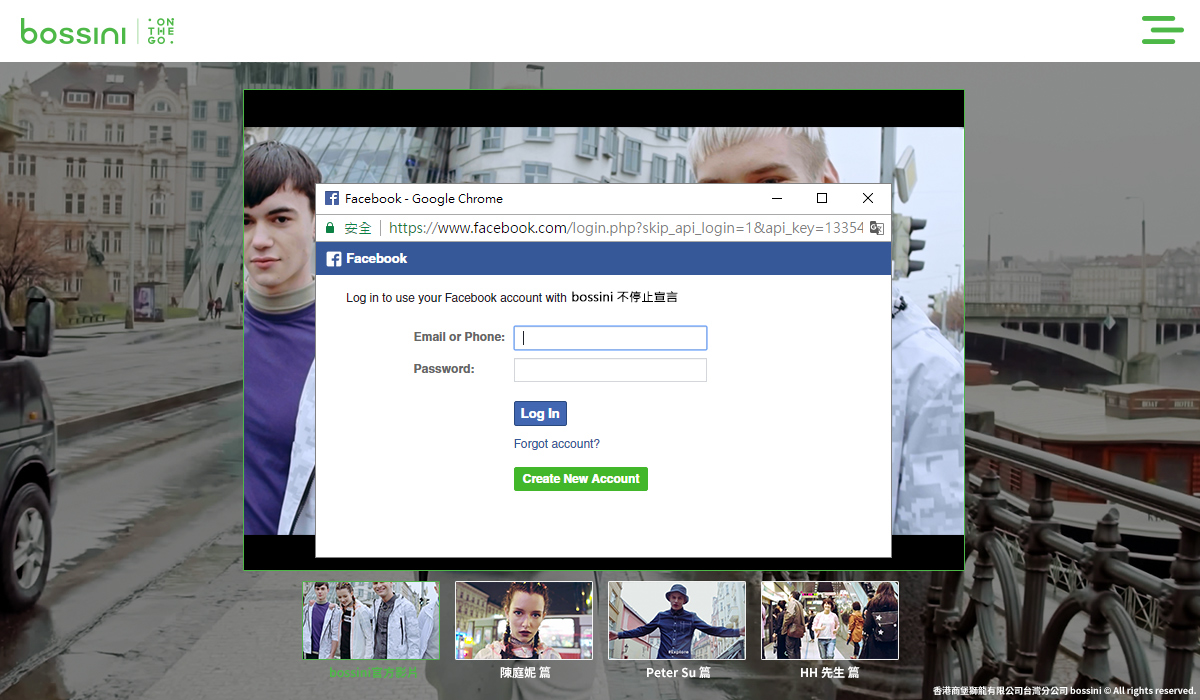 bossini ON
THE
GO
Facebook - Google Chrome
安全 https://www.facebook.com/login.php?skip_api_login=1&api_key=13354
Facebook
Log in to use your Facebook account with bossini 不停止宣言
Email or Phone:
Password:
Log In
Forgot account?
Create New Account
bossini官方影片
陳庭妮 篇
Peter Su 篇
HH 先生 篇
香港商堡獅龍有限公司台灣分公司 bossini © All rights reserved.